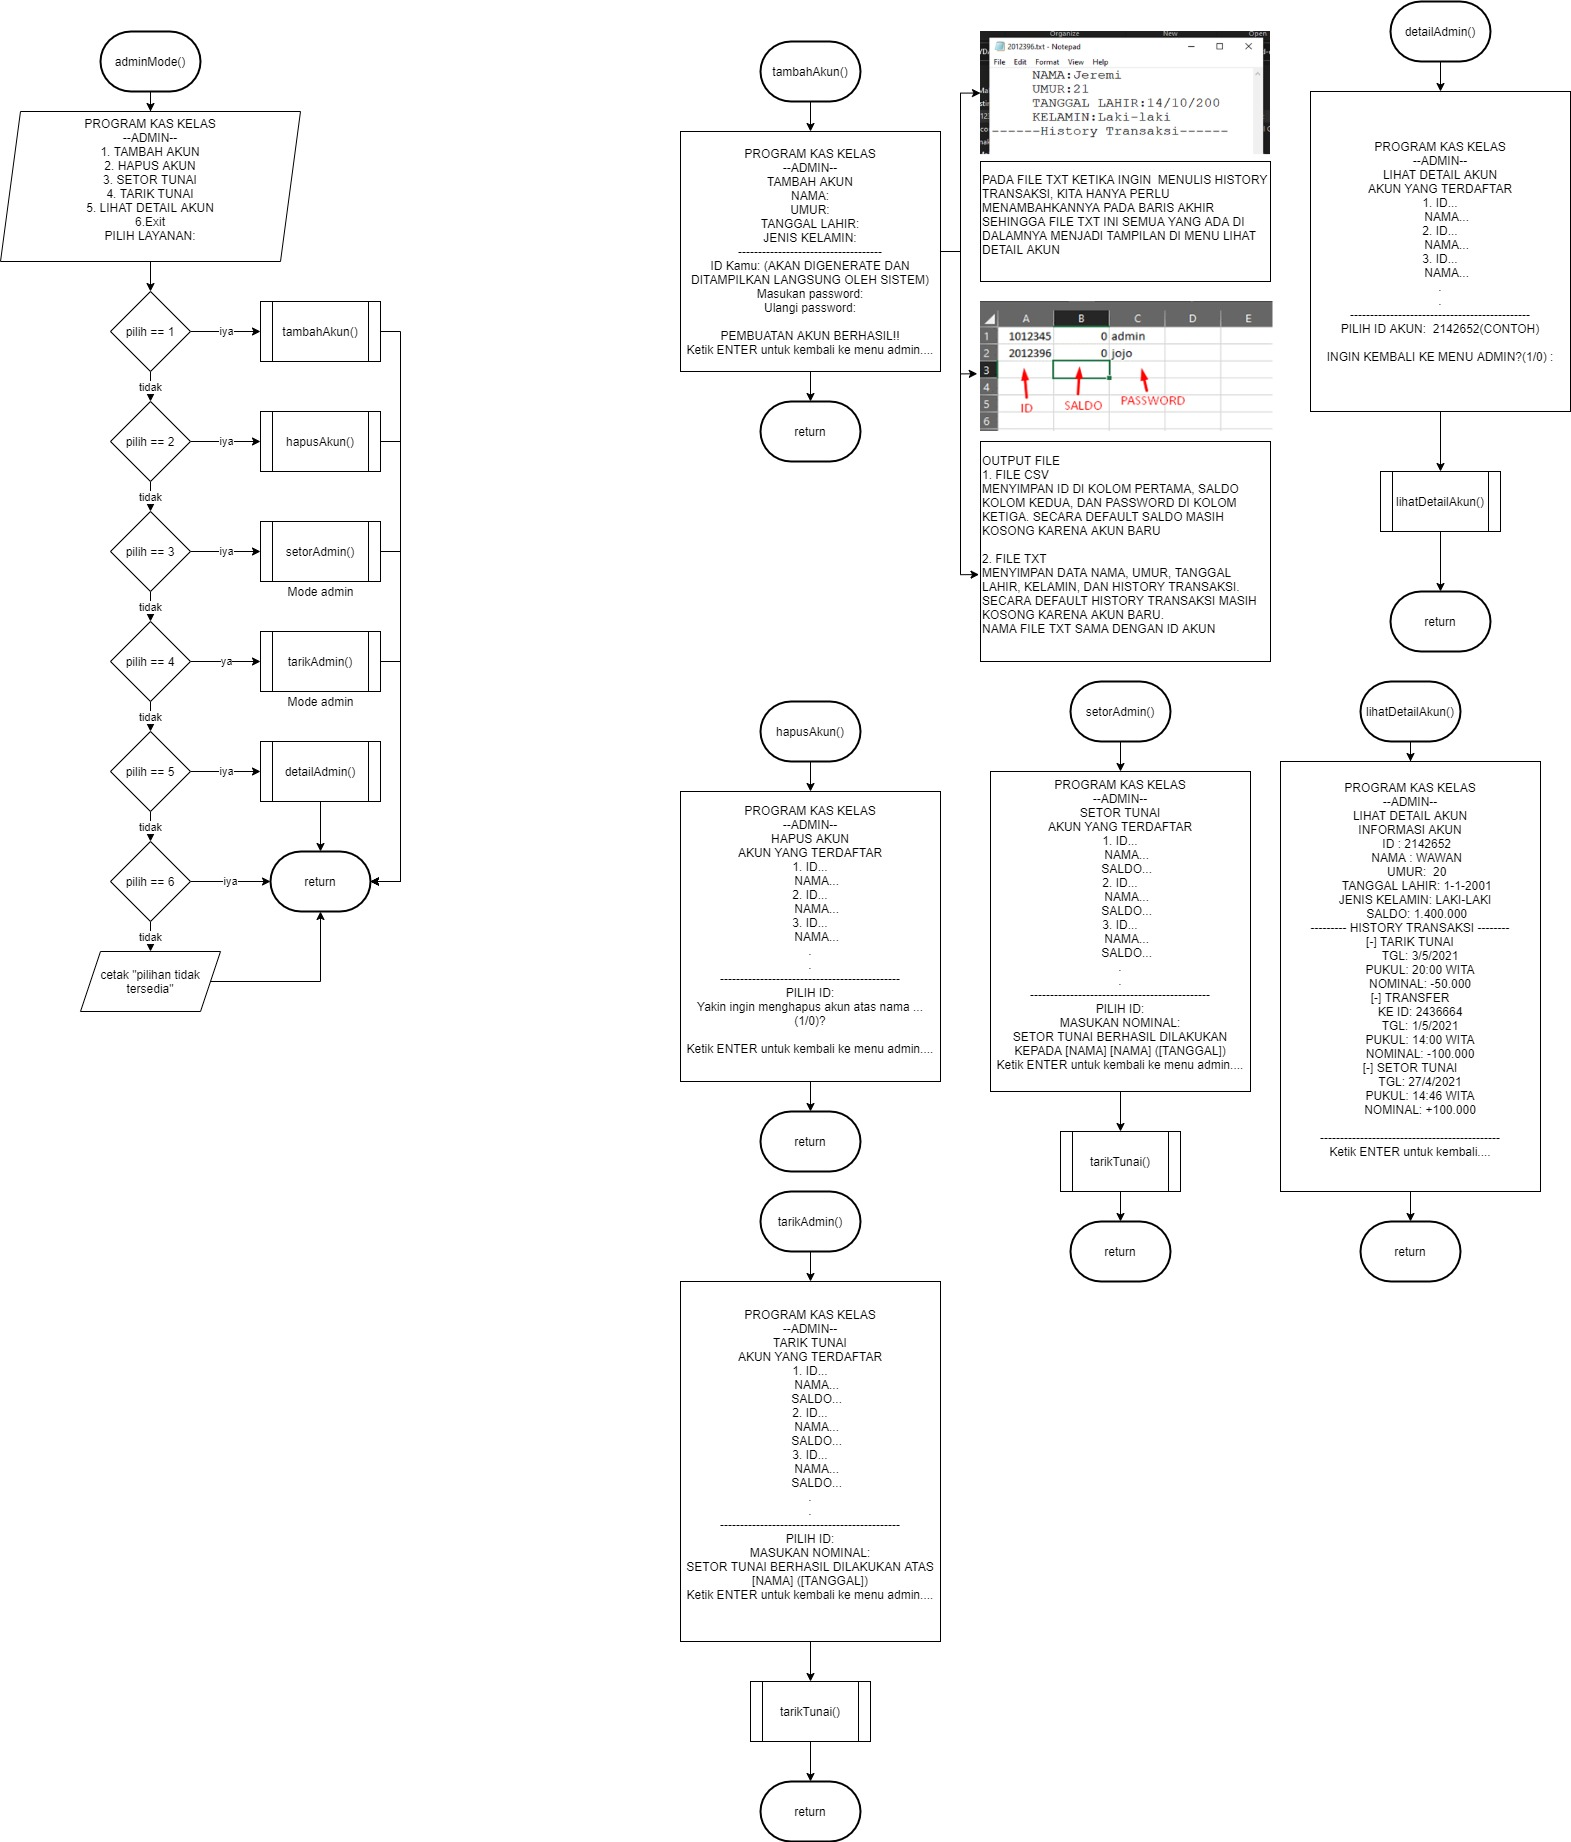 adminMode()
PROGRAM KAS KELAS
--ADMIN--
1. TAMBAH AKUN
2. HAPUS AKUN
3. SETOR TUNAI
4. TARIK TUNAI
5. LIHAT DETAIL AKUN
6.Exit
PILIH LAYANAN:
pilih == 1
iya
tambahAkun()
tidak
pilih == 2
iya
hapusAkun()
tidak
pilih == 3
iya
setorAdmin()
Mode admin
tidak
pilih == 4
ya
tarikAdmin()
Mode admin
tidak
pilih == 5
iya
detailAdmin()
tidak
pilih == 6
iya
return
tidak
cetak "pilihan tidak
tersedia"
tambahAkun()
PROGRAM KAS KELAS
--ADMIN--
TAMBAH AKUN
NAMA:
UMUR:
TANGGAL LAHIR:
JENIS KELAMIN:
------------------------------------
ID Kamu: (AKAN DIGENERATE DAN
DITAMPILKAN LANGSUNG OLEH SISTEM)
Masukan password:
Ulangi password:
PEMBUATAN AKUN BERHASIL!!
Ketik ENTER untuk kembali ke menu admin....
return
Organize New Open
2012396.txt - Notepad
File Edit Format View Help
NAMA:Jeremi
UMUR:21
TANGGAL LAHIR:14/10/200
KELAMIN:Laki-laki
------History Transaksi------
PADA FILE TXT KETIKA INGIN  MENULIS HISTORY
TRANSAKSI, KITA HANYA PERLU
MENAMBAHKANNYA PADA BARIS AKHIR
SEHINGGA FILE TXT INI SEMUA YANG ADA DI
DALAMNYA MENJADI TAMPILAN DI MENU LIHAT
DETAIL AKUN
A B C D E
1 1012345 0 admin
2 2012396 0 jojo
3
4
5
6
ID SALDO PASSWORD
OUTPUT FILE
1. FILE CSV
MENYIMPAN ID DI KOLOM PERTAMA, SALDO
KOLOM KEDUA, DAN PASSWORD DI KOLOM
KETIGA. SECARA DEFAULT SALDO MASIH
KOSONG KARENA AKUN BARU
2. FILE TXT
MENYIMPAN DATA NAMA, UMUR, TANGGAL
LAHIR, KELAMIN, DAN HISTORY TRANSAKSI.
SECARA DEFAULT HISTORY TRANSAKSI MASIH
KOSONG KARENA AKUN BARU.
NAMA FILE TXT SAMA DENGAN ID AKUN
detailAdmin()
PROGRAM KAS KELAS
--ADMIN--
LIHAT DETAIL AKUN
AKUN YANG TERDAFTAR
1. ID...
NAMA...
2. ID...
NAMA...
3. ID...
NAMA...
.
.
---------------------------------------------
PILIH ID AKUN:  2142652(CONTOH)
INGIN KEMBALI KE MENU ADMIN?(1/0) :
lihatDetailAkun()
return
hapusAkun()
PROGRAM KAS KELAS
--ADMIN--
HAPUS AKUN
AKUN YANG TERDAFTAR
1. ID...
NAMA...
2. ID...
NAMA...
3. ID...
NAMA...
.
.
---------------------------------------------
PILIH ID:
Yakin ingin menghapus akun atas nama ...
(1/0)?
Ketik ENTER untuk kembali ke menu admin....
return
setorAdmin()
PROGRAM KAS KELAS
--ADMIN--
SETOR TUNAI
AKUN YANG TERDAFTAR
1. ID...
NAMA...
SALDO...
2. ID...
NAMA...
SALDO...
3. ID...
NAMA...
SALDO...
.
.
---------------------------------------------
PILIH ID:
MASUKAN NOMINAL:
SETOR TUNAI BERHASIL DILAKUKAN
KEPADA [NAMA] [NAMA] ([TANGGAL])
Ketik ENTER untuk kembali ke menu admin....
tarikTunai()
return
lihatDetailAkun()
PROGRAM KAS KELAS
--ADMIN--
LIHAT DETAIL AKUN
INFORMASI AKUN
ID : 2142652
NAMA : WAWAN
UMUR:  20
TANGGAL LAHIR: 1-1-2001
JENIS KELAMIN: LAKI-LAKI
SALDO: 1.400.000
--------- HISTORY TRANSAKSI --------
[-] TARIK TUNAI
TGL: 3/5/2021
PUKUL: 20:00 WITA
NOMINAL: -50.000
[-] TRANSFER
KE ID: 2436664
TGL: 1/5/2021
PUKUL: 14:00 WITA
NOMINAL: -100.000
[-] SETOR TUNAI
TGL: 27/4/2021
PUKUL: 14:46 WITA
NOMINAL: +100.000
---------------------------------------------
Ketik ENTER untuk kembali....
return
tarikAdmin()
PROGRAM KAS KELAS
--ADMIN--
TARIK TUNAI
AKUN YANG TERDAFTAR
1. ID...
NAMA...
SALDO...
2. ID...
NAMA...
SALDO...
3. ID...
NAMA...
SALDO...
.
.
---------------------------------------------
PILIH ID:
MASUKAN NOMINAL:
SETOR TUNAI BERHASIL DILAKUKAN ATAS
[NAMA] ([TANGGAL])
Ketik ENTER untuk kembali ke menu admin....
tarikTunai()
return